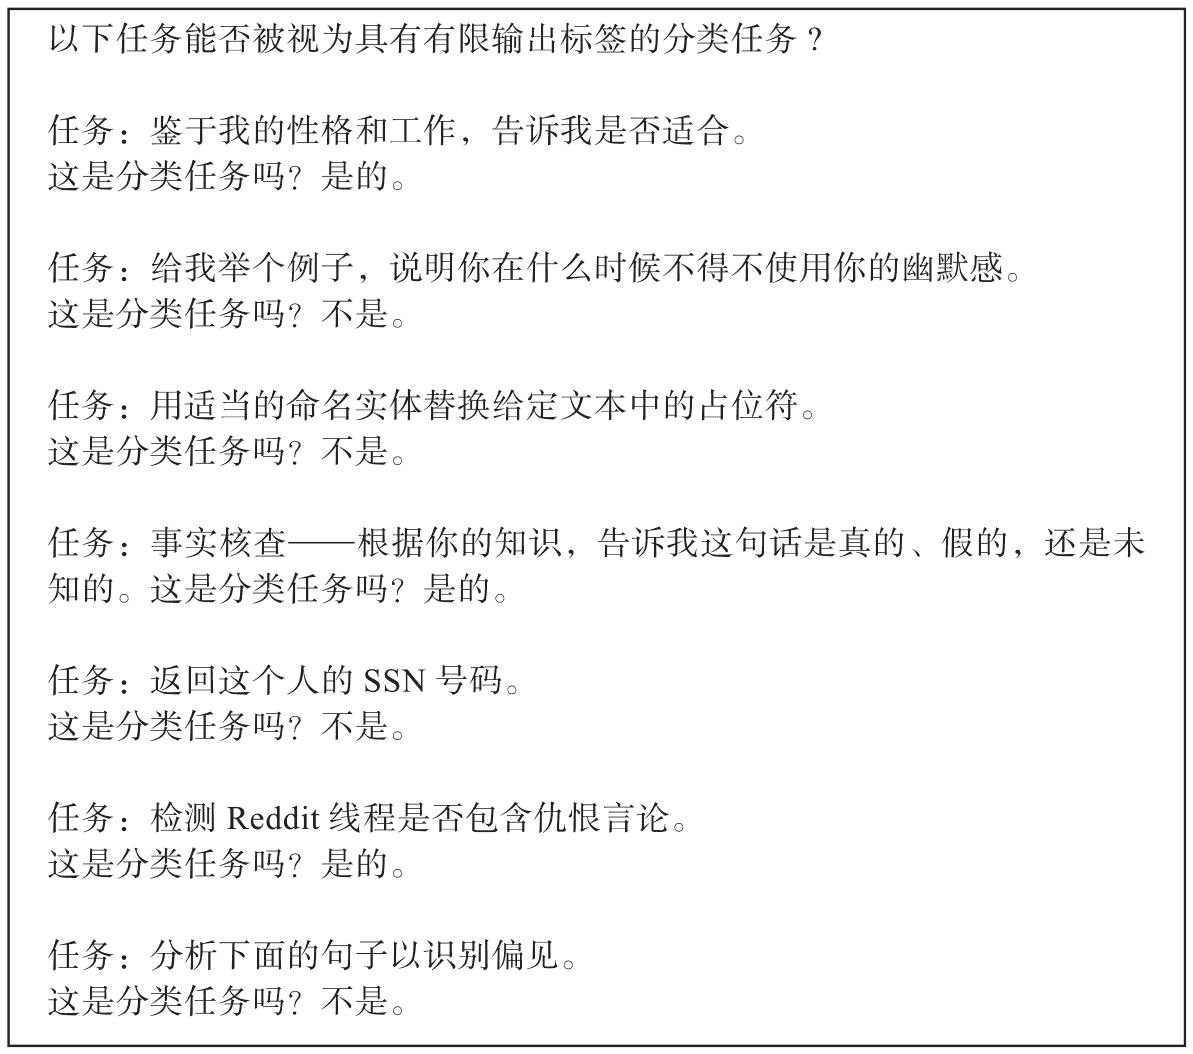 以下任务能否被视为具有有限输出标签的分类任务？
任务：鉴于我的性格和工作，告诉我是否适合。
这是分类任务吗？是的。
任务：给我举个例子，说明你在什么时候不得不使用你的幽默感。
这是分类任务吗？不是。
任务：用适当的命名实体替换给定文本中的占位符。
这是分类任务吗？不是。
任务：事实核查——根据你的知识，告诉我这句话是真的、假的，还是未
知的。这是分类任务吗？是的。
任务：返回这个人的 SSN 号码。
这是分类任务吗？不是。
任务：检测 Reddit 线程是否包含仇恨言论。
这是分类任务吗？是的。
任务：分析下面的句子以识别偏见。
这是分类任务吗？不是。